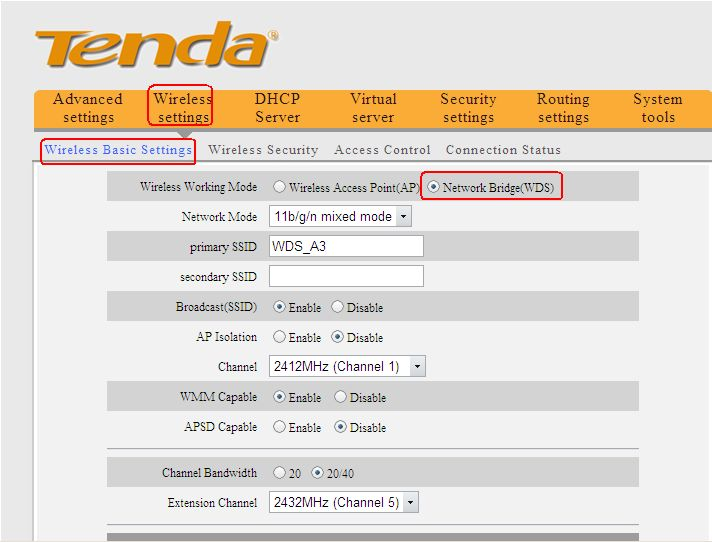 Tenda®
Advanced settings
Wireless settings
DHCP Server
Virtual server
Security settings
Routing settings
System tools
Wireless Basic Settings Wireless Security Access Control Connection Status
Wireless Working Mode Wireless Access Point(AP) Network Bridge(WDS)
Network Mode 11b/g/n mixed mode
primary SSID WDS_A3
secondary SSID
Broadcast(SSID) Enable Disable
AP Isolation Enable Disable
Channel 2412MHz (Channel 1)
WMM Capable Enable Disable
APSD Capable Enable Disable
Channel Bandwidth 20 20/40
Extension Channel 2432MHz (Channel 5)